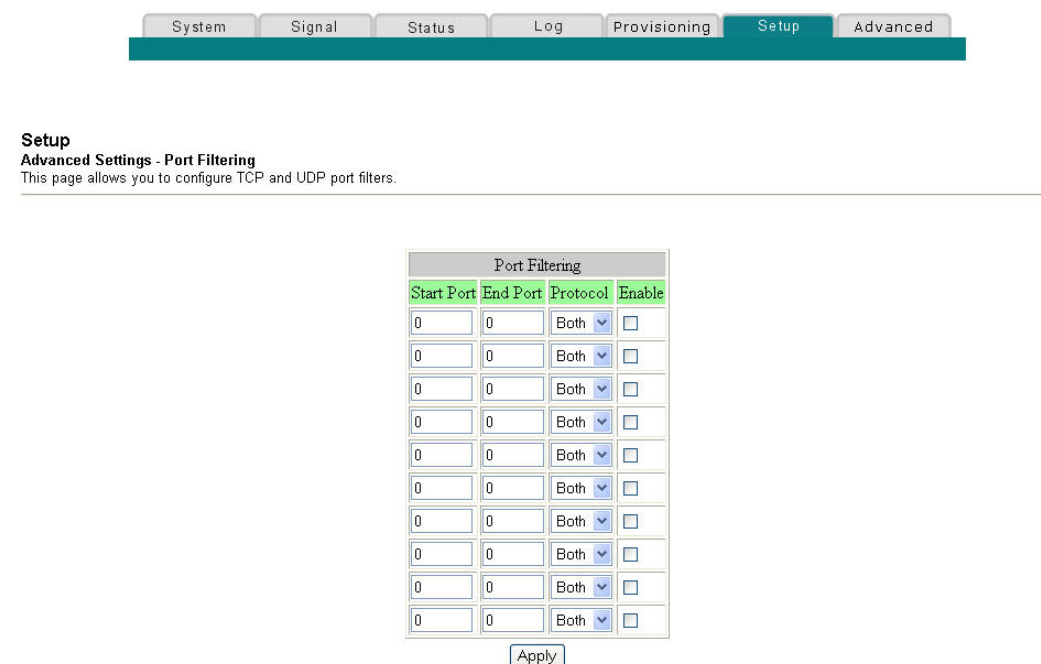 System Signal Status Log Provisioning Setup Advanced
Setup
Advanced Settings - Port Filtering
This page allows you to configure TCP and UDP port filters.
Port Filtering
Start Port End Port Protocol Enable
0 0 Both
0 0 Both
0 0 Both
0 0 Both
0 0 Both
0 0 Both
0 0 Both
0 0 Both
0 0 Both
0 0 Both
Apply